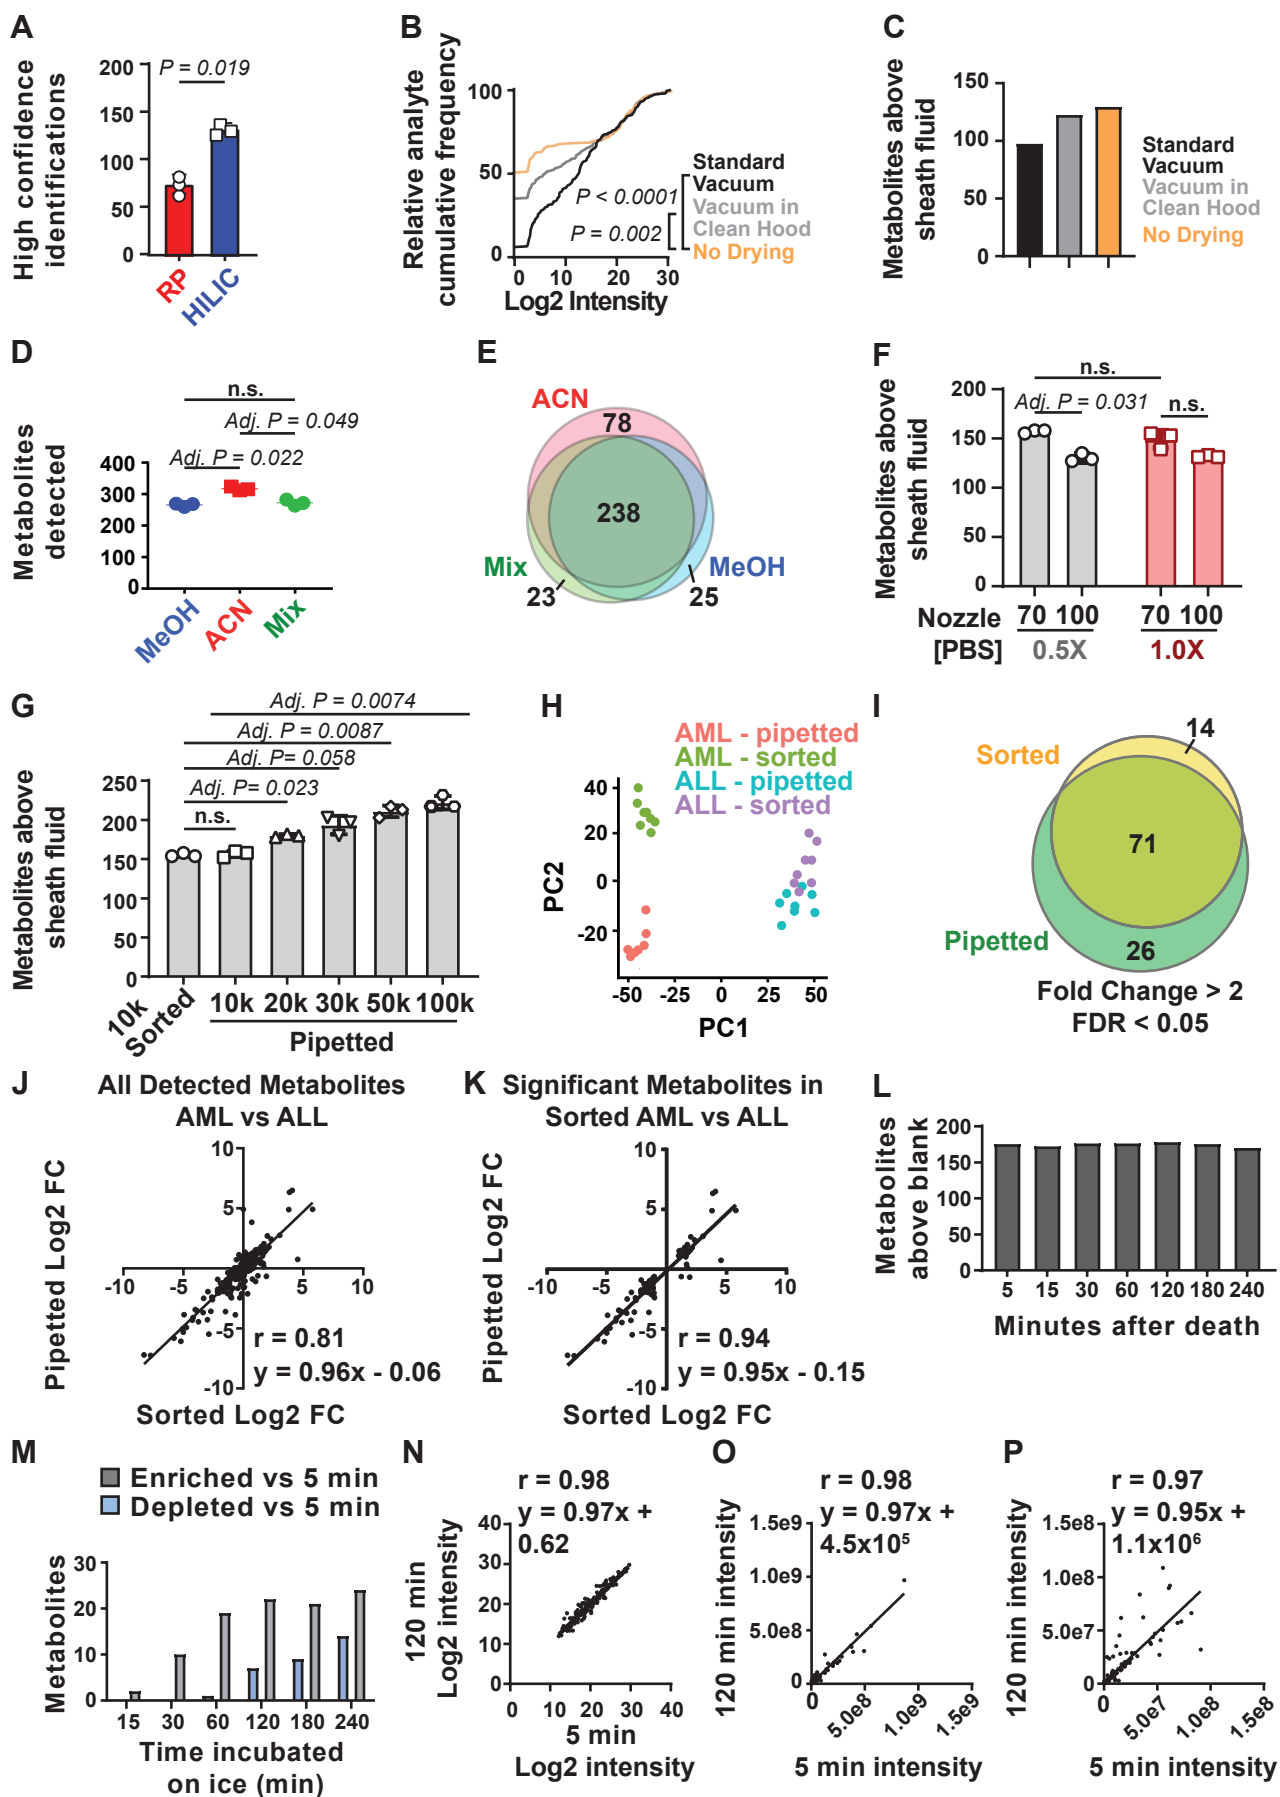 A
High confidence
identifications
200
150
100
50
0
P = 0.019
RP
HILIC
B
Relative analyte
cumulative frequency
100
50
0
0 10 20 30
Log2 Intensity
Standard
Vacuum
Vacuum in
Clean Hood
No Drying
P < 0.0001
P = 0.002
C
Metabolites above
sheath fluid
150
100
50
0
Standard
Vacuum
Vacuum in
Clean Hood
No Drying
D
Metabolites
detected
n.s.
Adj. P = 0.049
Adj. P = 0.022
400
300
200
100
0
MeOH
ACN
Mix
E
ACN
78
238
Mix
23
MeOH
25
F
Metabolites above
sheath fluid
n.s.
Adj. P = 0.031
n.s.
200
150
100
50
0
Nozzle 70 100 70 100
[PBS] 0.5X 1.0X
G
Metabolites above
sheath fluid
Adj. P = 0.0074
Adj. P = 0.0087
Adj. P= 0.058
Adj. P= 0.023
n.s.
250
200
150
100
50
0
10k
Sorted
10k 20k 30k 50k 100k
Pipetted
H
AML - pipetted
AML - sorted
ALL - pipetted
ALL - sorted
PC2
40
20
0
-20
-50 -25 0 25 50
PC1
I
Sorted
14
71
Pipetted
26
Fold Change > 2
FDR < 0.05
J
All Detected Metabolites
AML vs ALL
Pipetted Log2 FC
10
5
-10 -5 5 10
-5
-10
r = 0.81
y = 0.96x - 0.06
Sorted Log2 FC
K
Significant Metabolites in
Sorted AML vs ALL
Pipetted Log2 FC
10
5
-10 -5 5 10
-5
-10
r = 0.94
y = 0.95x - 0.15
Sorted Log2 FC
L
Metabolites
above blank
200
150
100
50
0
5 15 30 60 120 180 240
Minutes after death
M
Enriched vs 5 min
Depleted vs 5 min
Metabolites
30
20
10
0
15 30 60 120 180 240
Time incubated
on ice (min)
N
r = 0.98
y = 0.97x +
0.62
120 min
Log2 intensity
40
30
20
10
0
0 10 20 30 40
5 min
Log2 intensity
O
r = 0.98
y = 0.97x +
4.5x10⁵
120 min intensity
1.5e9
1.0e9
5.0e8
0
0 5.0e8 1.0e9 1.5e9
5 min intensity
P
r = 0.97
y = 0.95x +
1.1x10⁶
120 min intensity
1.5e8
1.0e8
5.0e7
0
0 5.0e7 1.0e8 1.5e8
5 min intensity